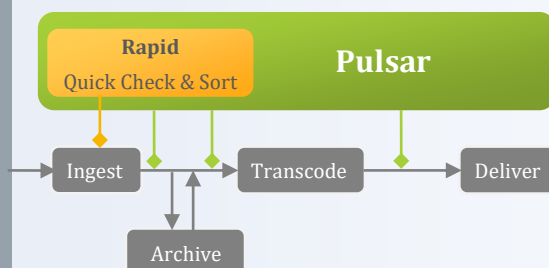 Rapid
Quick Check & Sort
Pulsar
Ingest
Transcode
Deliver
Archive